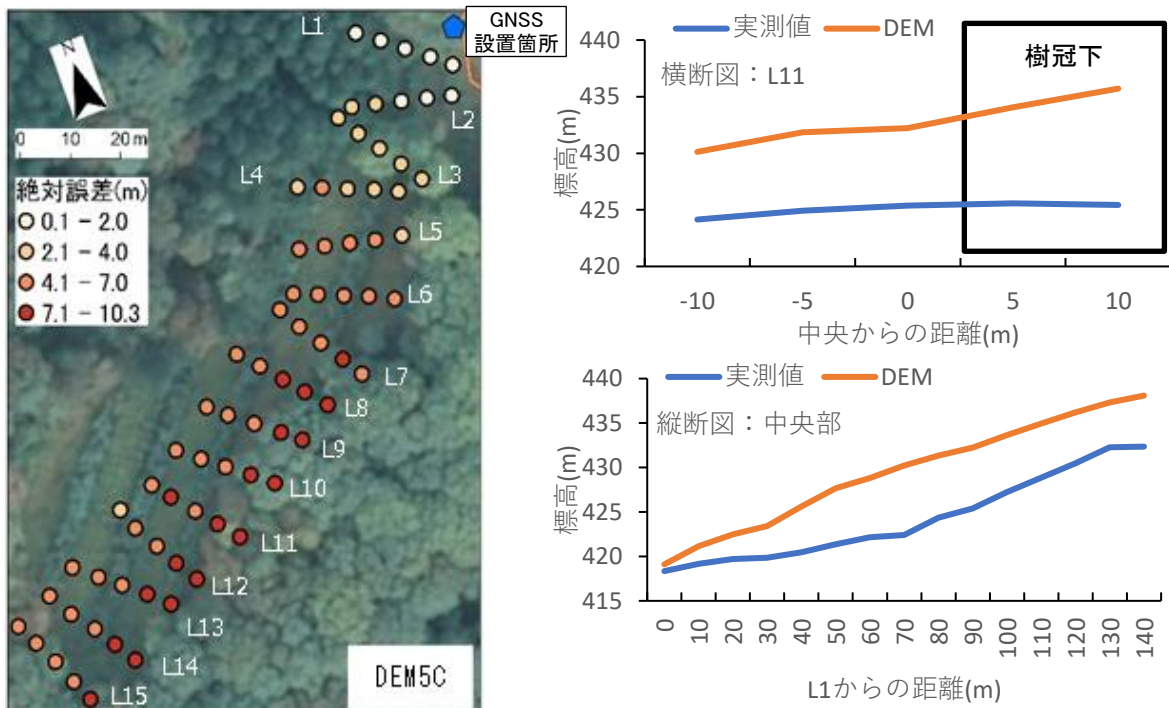 GNSS
設置箇所
N
0 10 20 m
絶対誤差(m)
0.1 - 2.0
2.1 - 4.0
4.1 - 7.0
7.1 - 10.3
L1
L2
L3
L4
L5
L6
L7
L8
L9
L10
L11
L12
L13
L14
L15
DEM5C
実測値 DEM
横断図：L11
樹冠下
標高(m)
440
435
430
425
420
-10 -5 0 5 10
中央からの距離(m)
実測値 DEM
縦断図：中央部
標高(m)
440
435
430
425
420
415
0 10 20 30 40 50 60 70 80 90 100 110 120 130 140
L1からの距離(m)